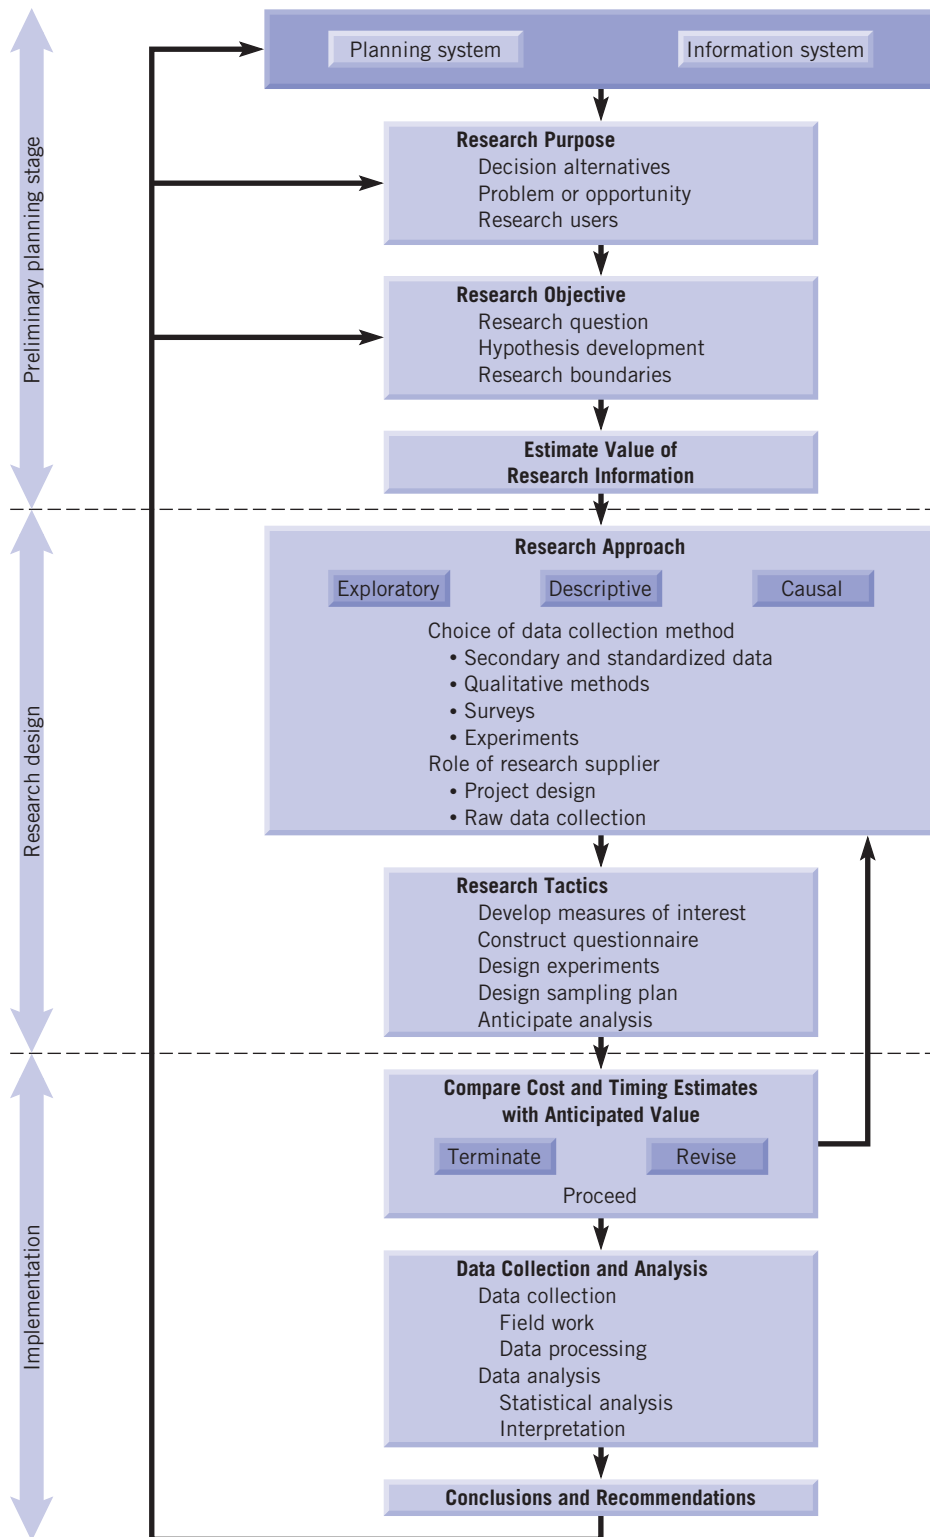 Planning system
Information system
Preliminary planning stage
Research Purpose
Decision alternatives
Problem or opportunity
Research users
Research Objective
Research question
Hypothesis development
Research boundaries
Estimate Value of
Research Information
Research design
Research Approach
Exploratory
Descriptive
Causal
Choice of data collection method
• Secondary and standardized data
• Qualitative methods
• Surveys
• Experiments
Role of research supplier
• Project design
• Raw data collection
Research Tactics
Develop measures of interest
Construct questionnaire
Design experiments
Design sampling plan
Anticipate analysis
Implementation
Compare Cost and Timing Estimates
with Anticipated Value
Terminate
Revise
Proceed
Data Collection and Analysis
Data collection
Field work
Data processing
Data analysis
Statistical analysis
Interpretation
Conclusions and Recommendations